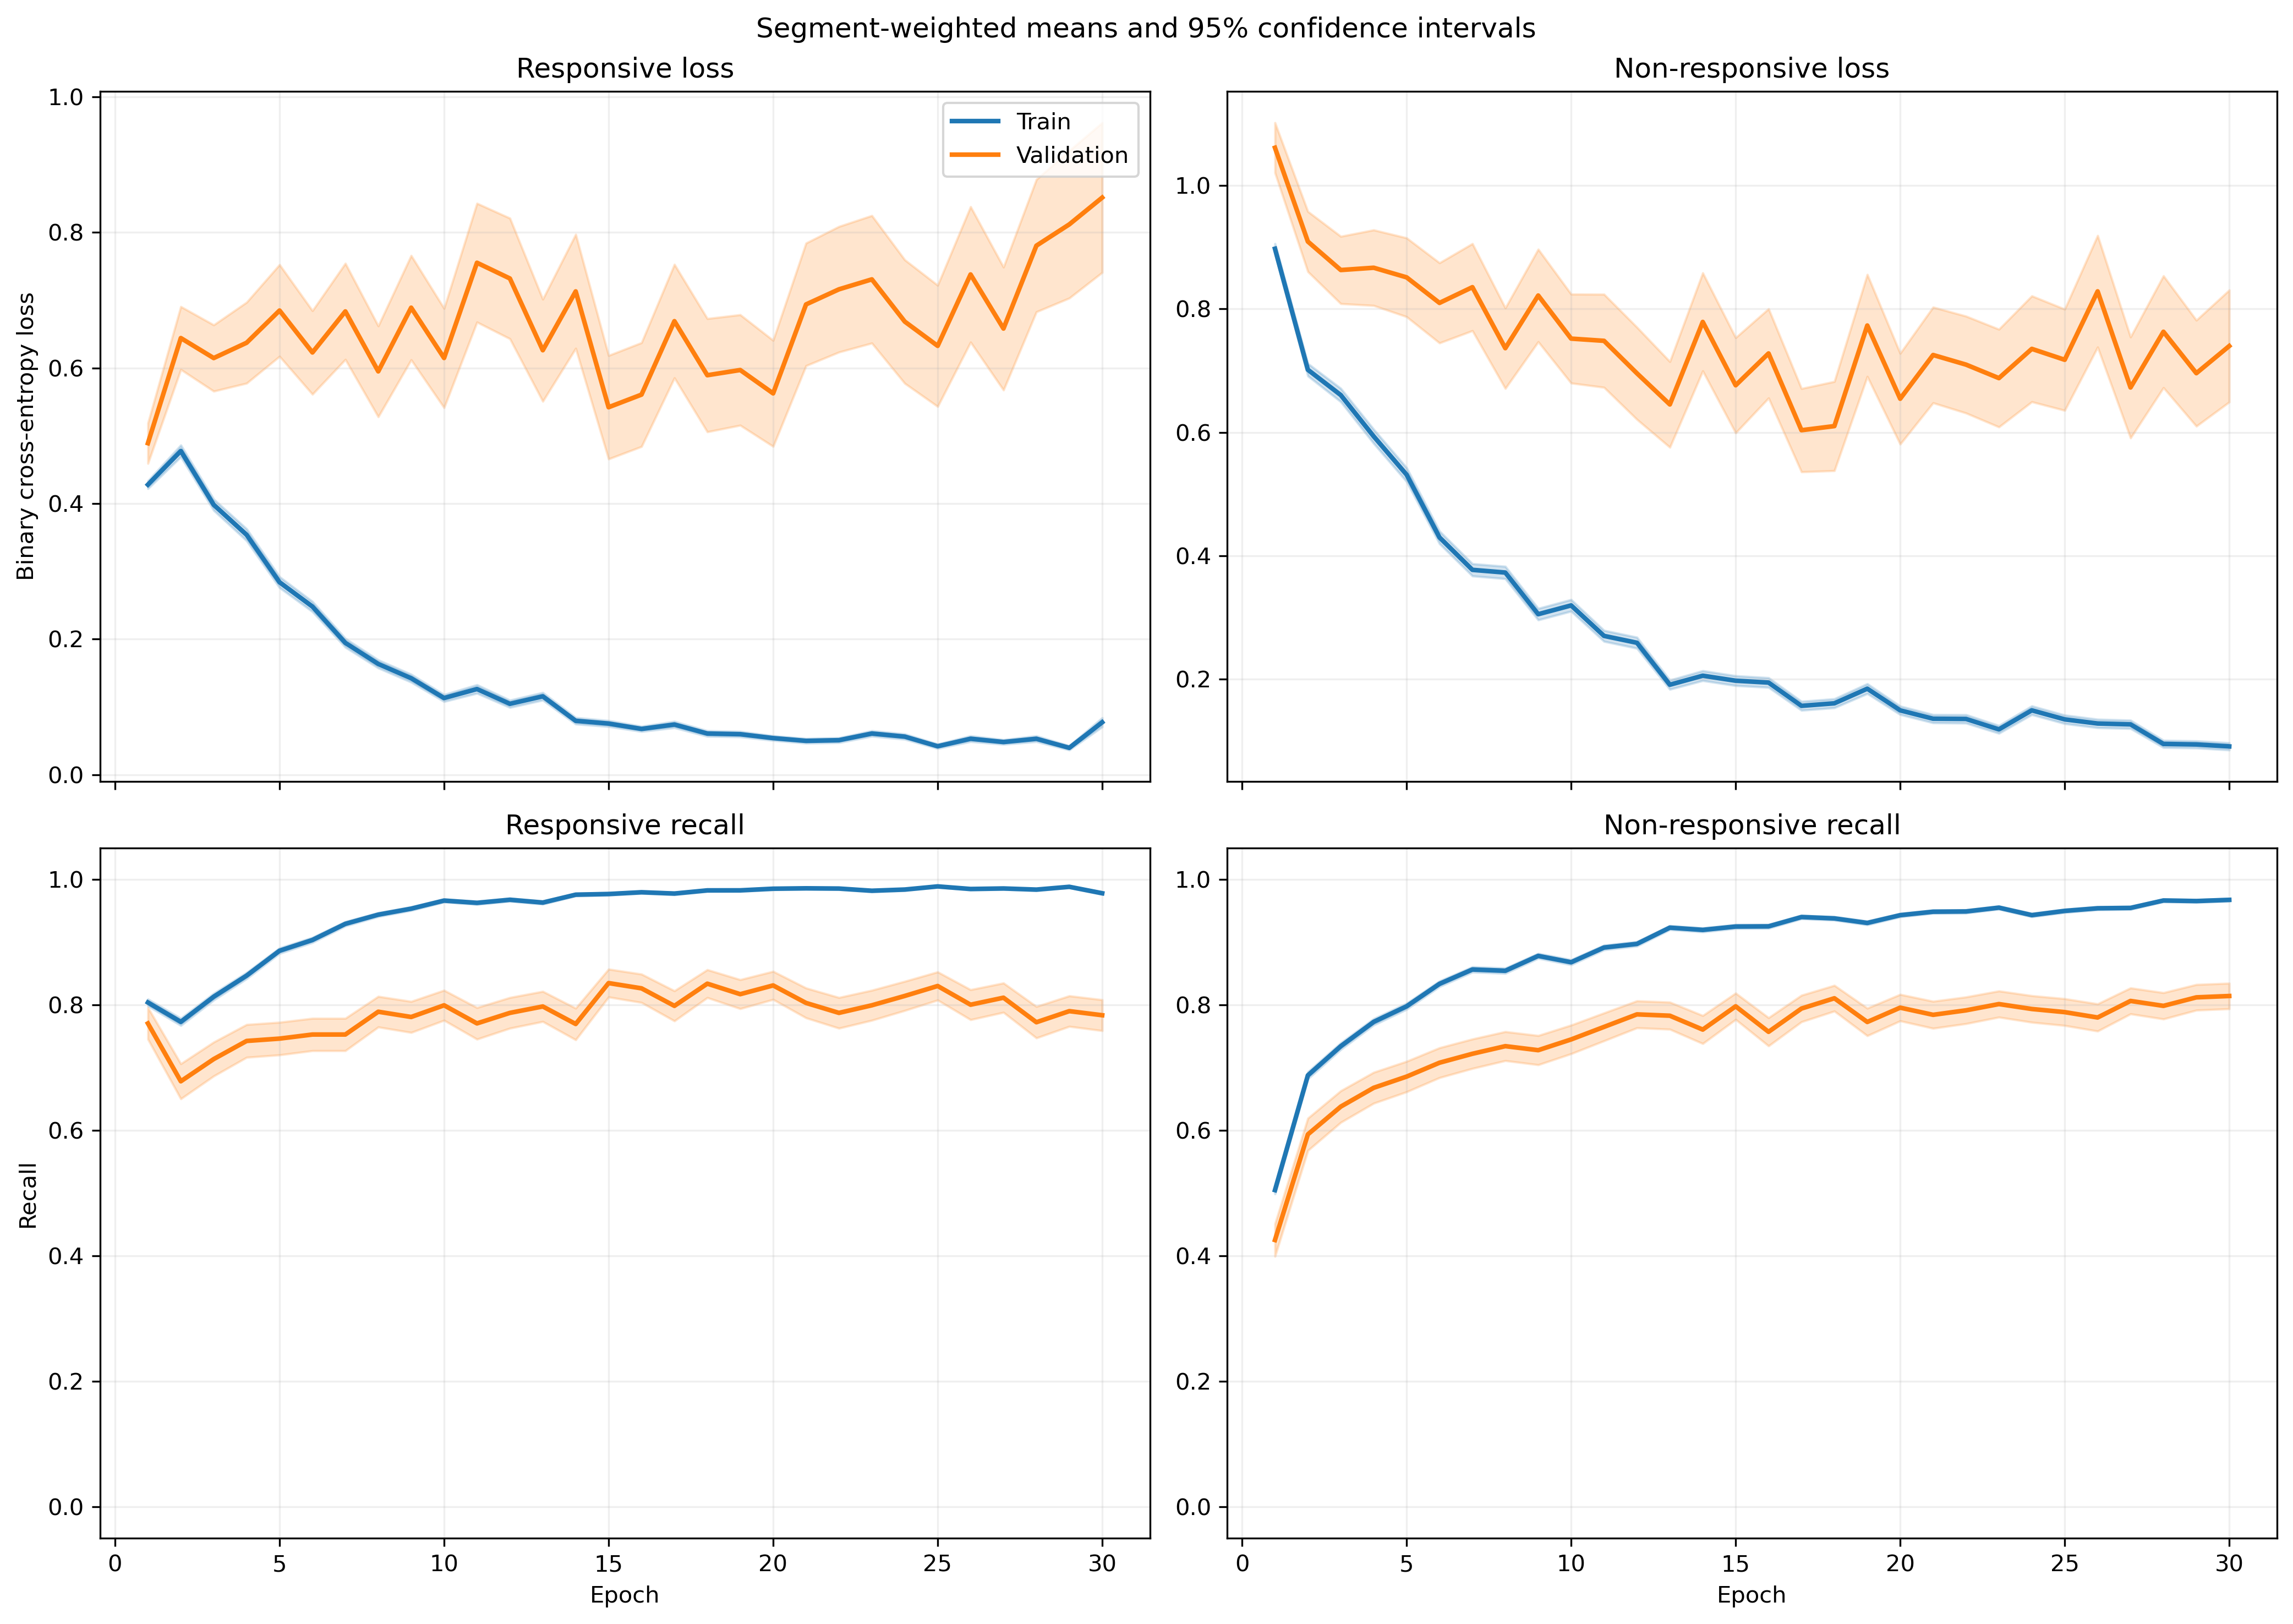 Segment-weighted means and 95% confidence intervals
Responsive loss
Non-responsive loss
Binary cross-entropy loss
1.0
0.8
0.6
0.4
0.2
0.0
Train
Validation
1.0
0.8
0.6
0.4
0.2
Responsive recall
Non-responsive recall
Recall
1.0
0.8
0.6
0.4
0.2
0.0
0 5 10 15 20 25 30
Epoch
1.0
0.8
0.6
0.4
0.2
0.0
0 5 10 15 20 25 30
Epoch